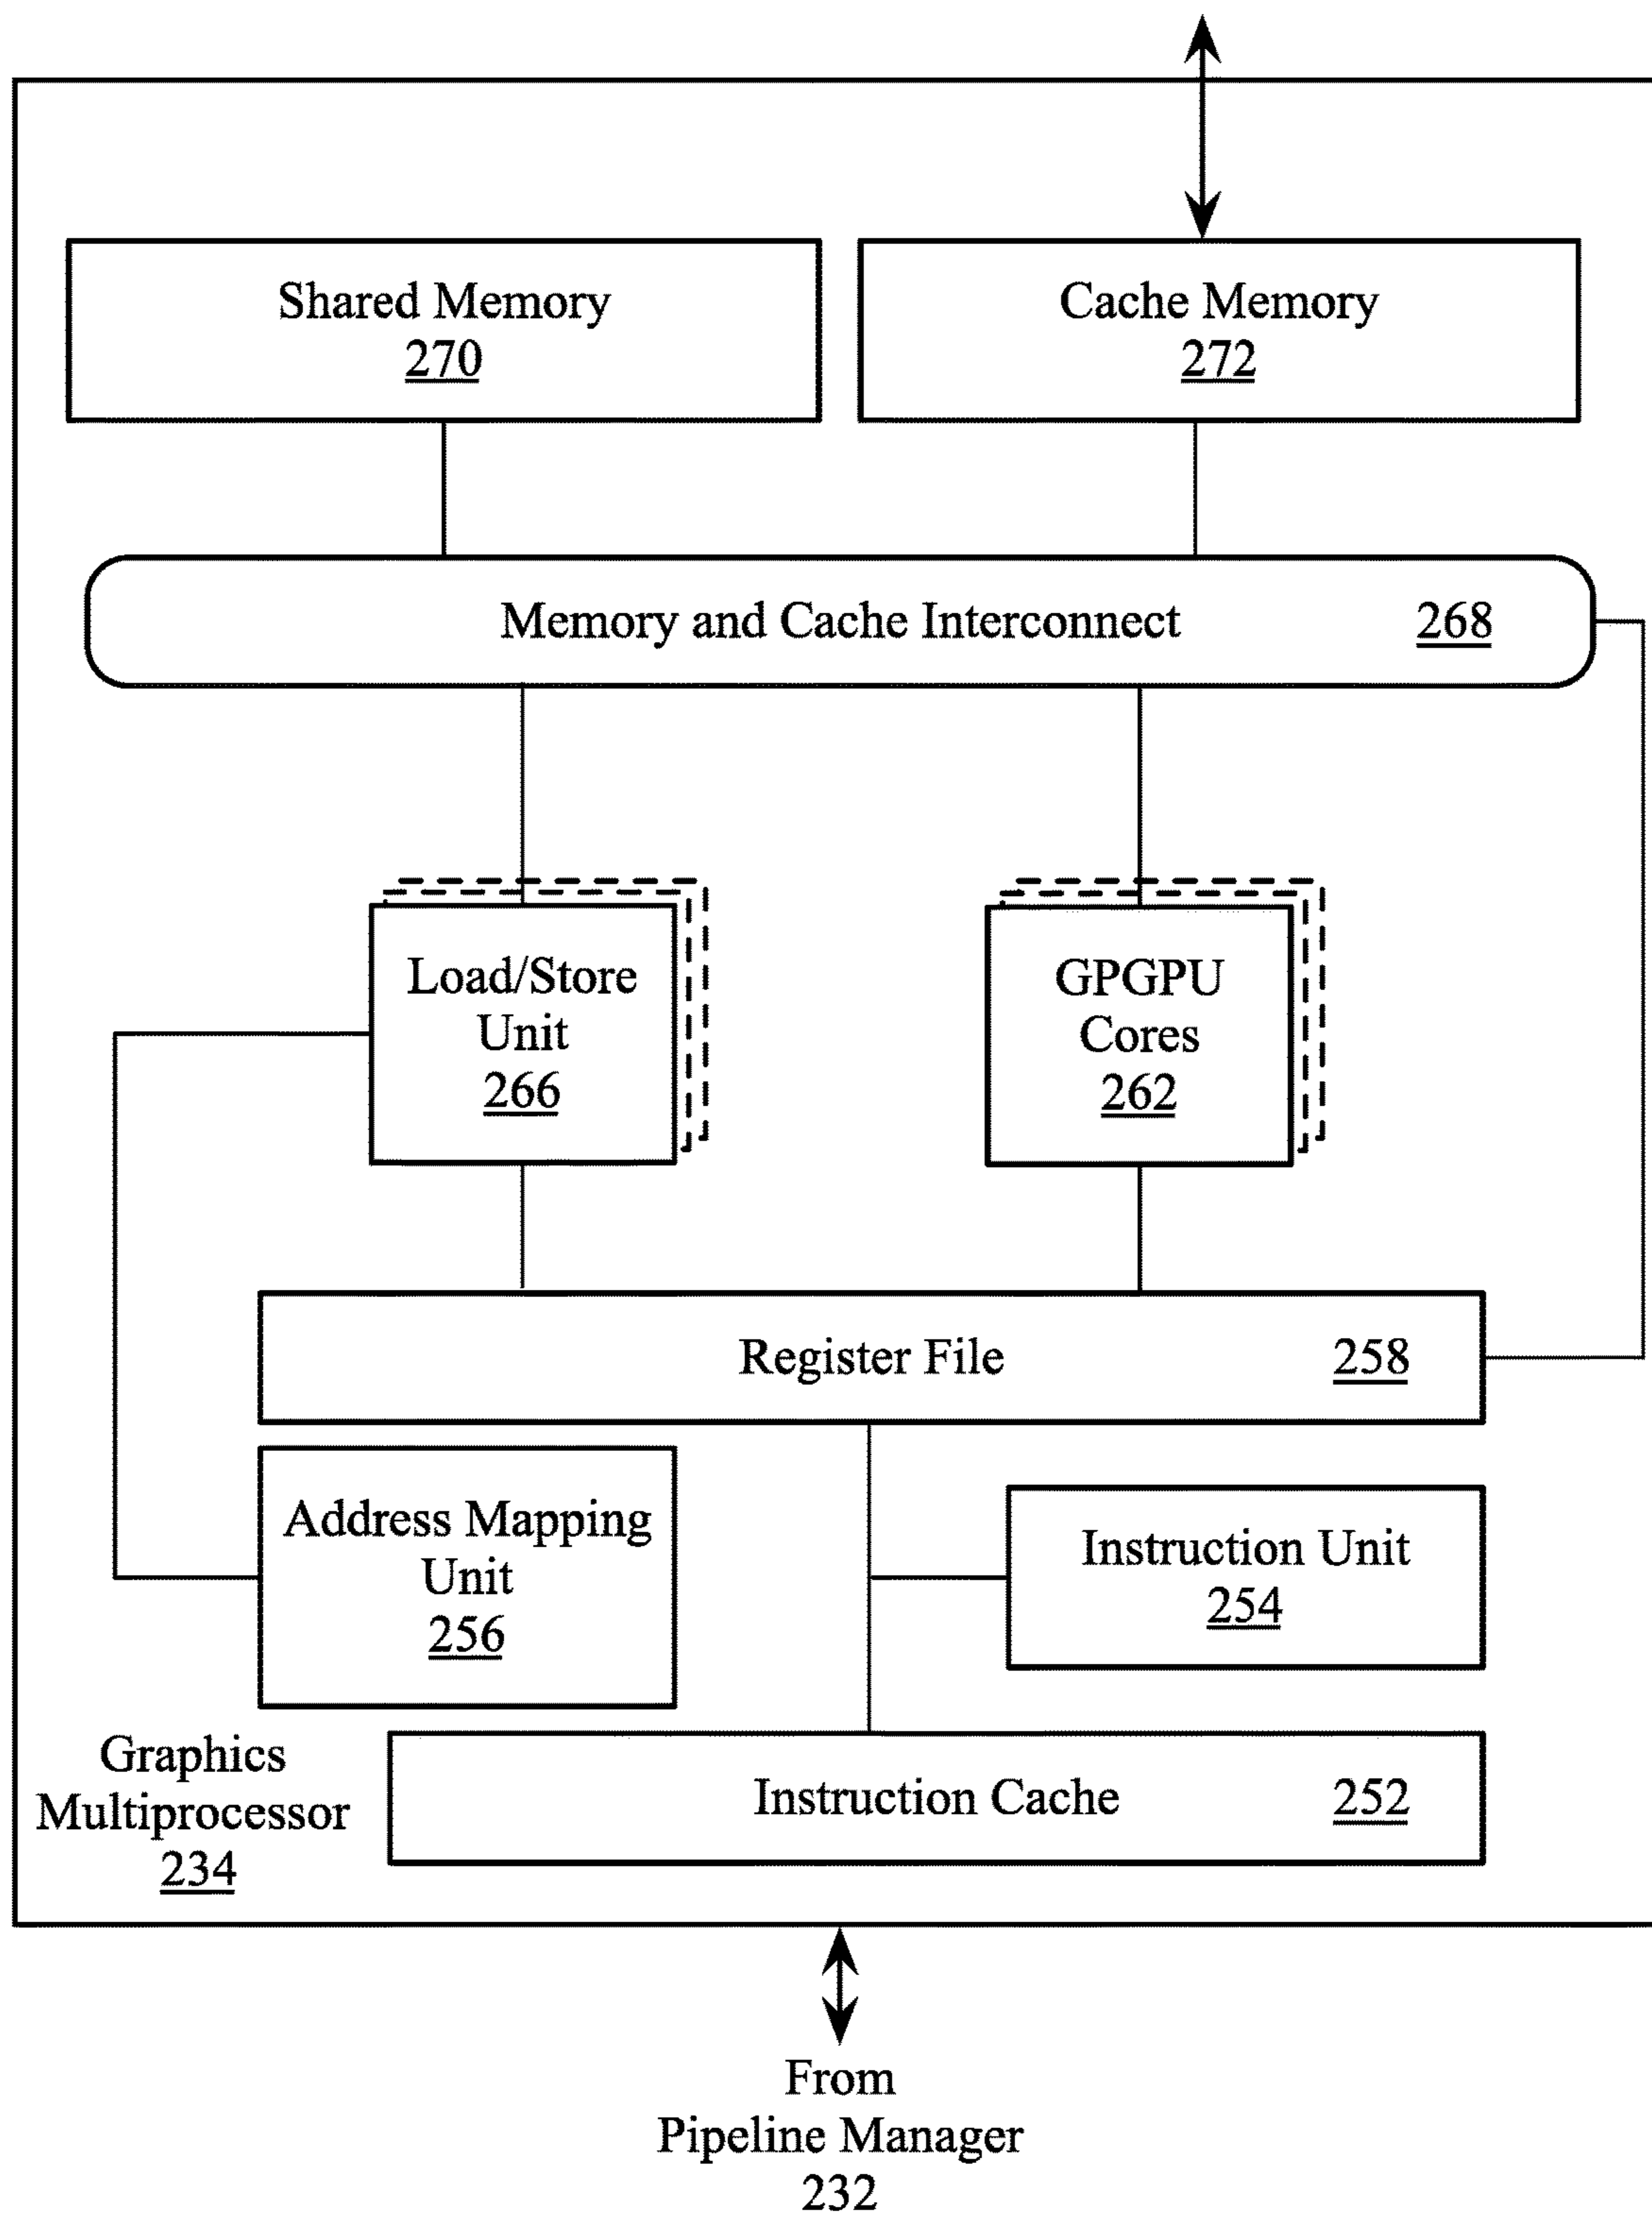 Shared Memory
270
Cache Memory
272
Memory and Cache Interconnect 268
Load/Store
Unit
266
GPGPU
Cores
262
Register File 258
Address Mapping
Unit
256
Instruction Unit
254
Graphics
Multiprocessor
234
Instruction Cache 252
From
Pipeline Manager
232